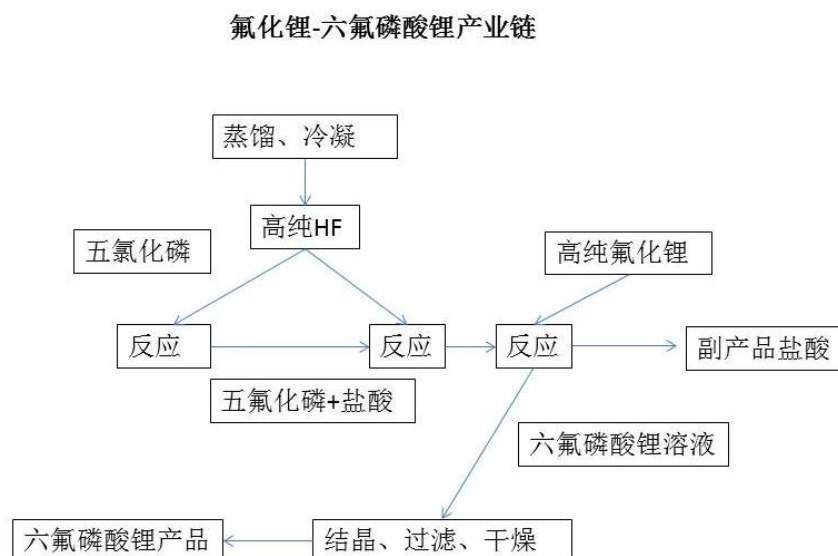 氟化锂-六氟磷酸锂产业链
蒸馏、冷凝
高纯HF
五氯化磷
高纯氟化锂
反应
反应
反应
副产品盐酸
五氟化磷+盐酸
六氟磷酸锂溶液
六氟磷酸锂产品
结晶、过滤、干燥